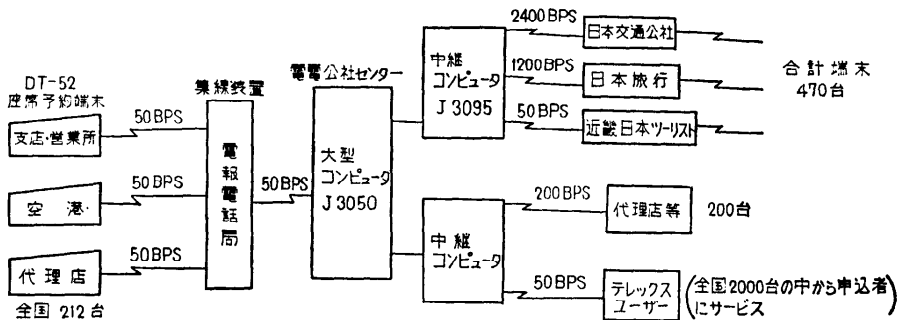 DT-52
座席予約端末
支店・営業所
空港
代理店
全国 212台
50BPS
50BPS
50BPS
集線装置
電報電話局
50BPS
電電公社センター
大型
コンピュータ
J3050
中継
コンピュータ
J3095
中継
コンピュータ
2400BPS
日本交通公社
1200BPS
日本旅行
50BPS
近畿日本ツーリスト
合計端末
470台
200BPS
代理店等
200台
50BPS
テレックス
ユーザー
(全国2000台の中から申込者
にサービス)